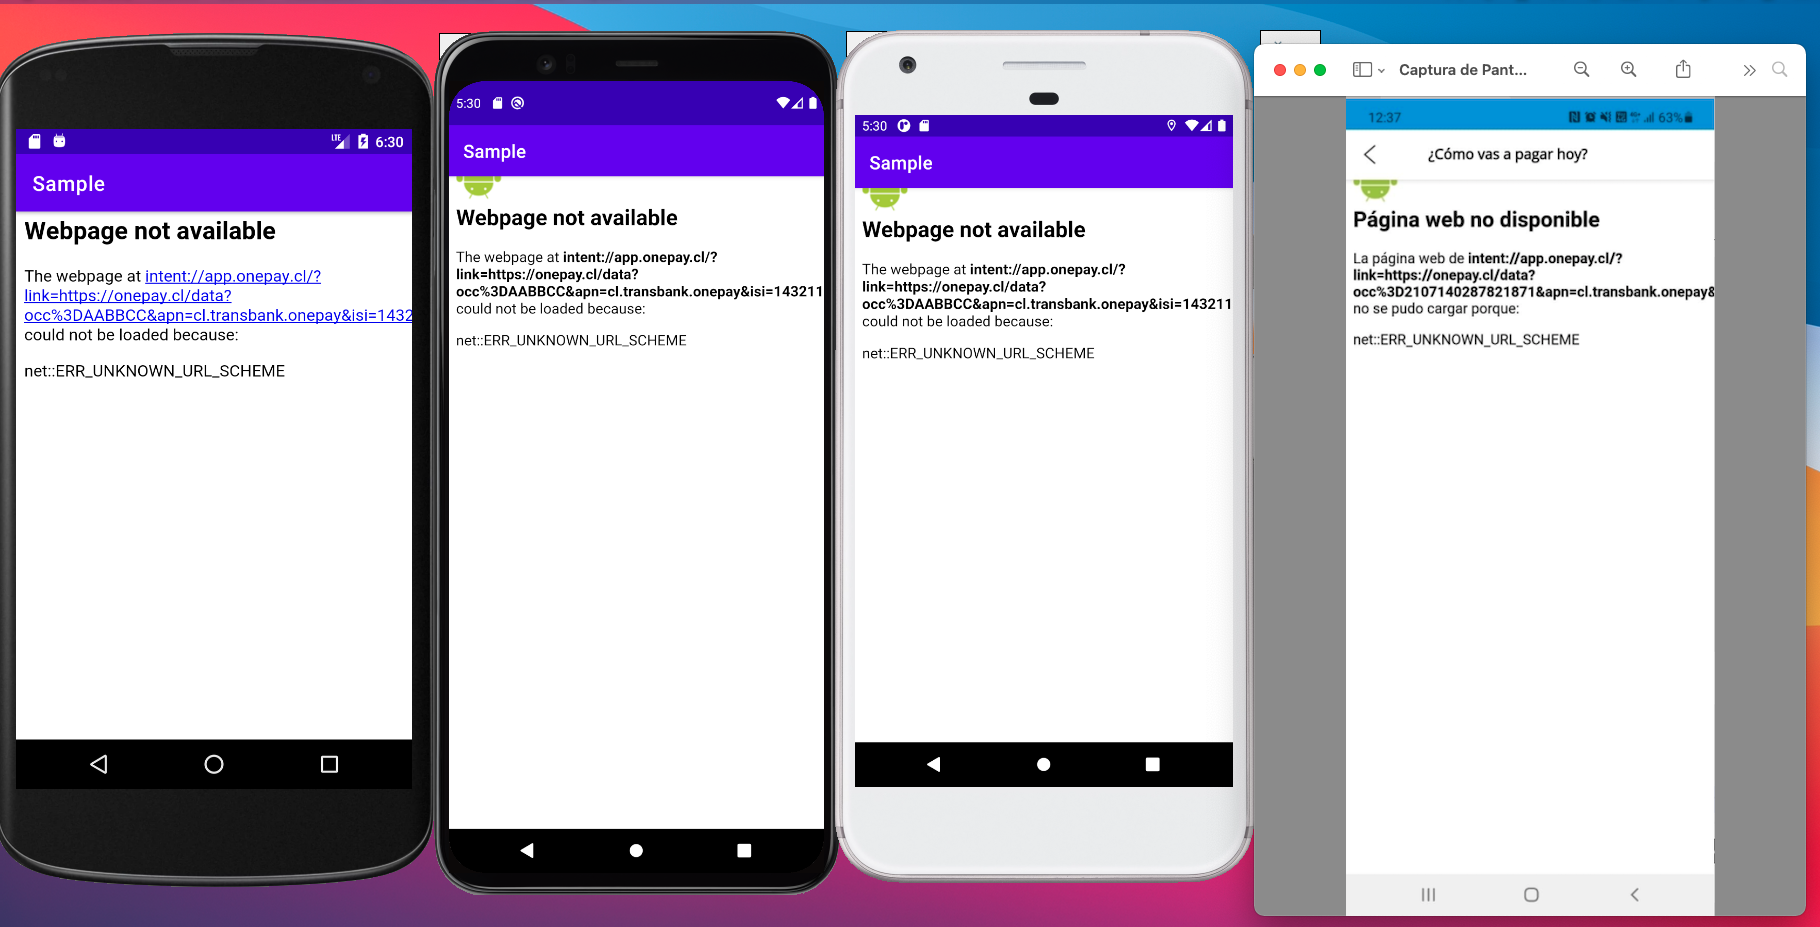 LTE 6:30
Sample
Webpage not available
The webpage at intent://app.onepay.cl/?
link=https://onepay.cl/data?
occ%3DAABBCC&apn=cl.transbank.onepay&isi=1432
could not be loaded because:
net::ERR_UNKNOWN_URL_SCHEME
5:30
Sample
Webpage not available
The webpage at intent://app.onepay.cl/?
link=https://onepay.cl/data?
occ%3DAABBCC&apn=cl.transbank.onepay&isi=143211
could not be loaded because:
net::ERR_UNKNOWN_URL_SCHEME
5:30
Sample
Webpage not available
The webpage at intent://app.onepay.cl/?
link=https://onepay.cl/data?
occ%3DAABBCC&apn=cl.transbank.onepay&isi=143211
could not be loaded because:
net::ERR_UNKNOWN_URL_SCHEME
Captura de Pant...
12:37 63%
¿Cómo vas a pagar hoy?
Página web no disponible
La página web de intent://app.onepay.cl/?
link=https://onepay.cl/data?
occ%3D2107140287821871&apn=cl.transbank.onepay&
no se pudo cargar porque:
net::ERR_UNKNOWN_URL_SCHEME